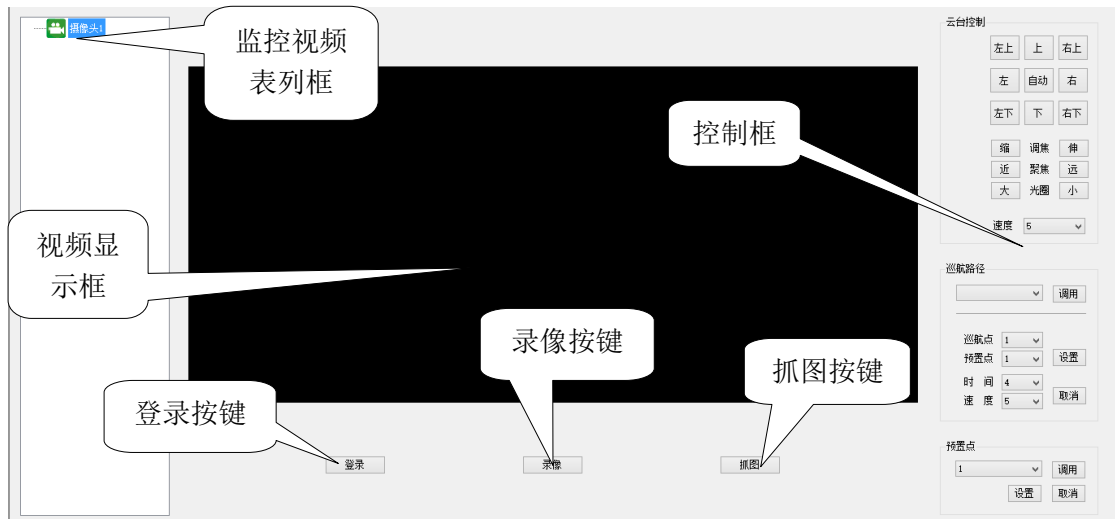 摄像头1
监控视频
表列框
视频显
示框
控制框
录像按键
抓图按键
登录按键
登录
录像
抓图
云台控制
左上 上 右上
左 自动 右
左下 下 右下
缩 调焦 伸
近 聚焦 远
大 光圈 小
速度 5
巡航路径
调用
巡航点 1
预置点 1 设置
时 间 4
速 度 5 取消
预置点
1 调用
设置 取消